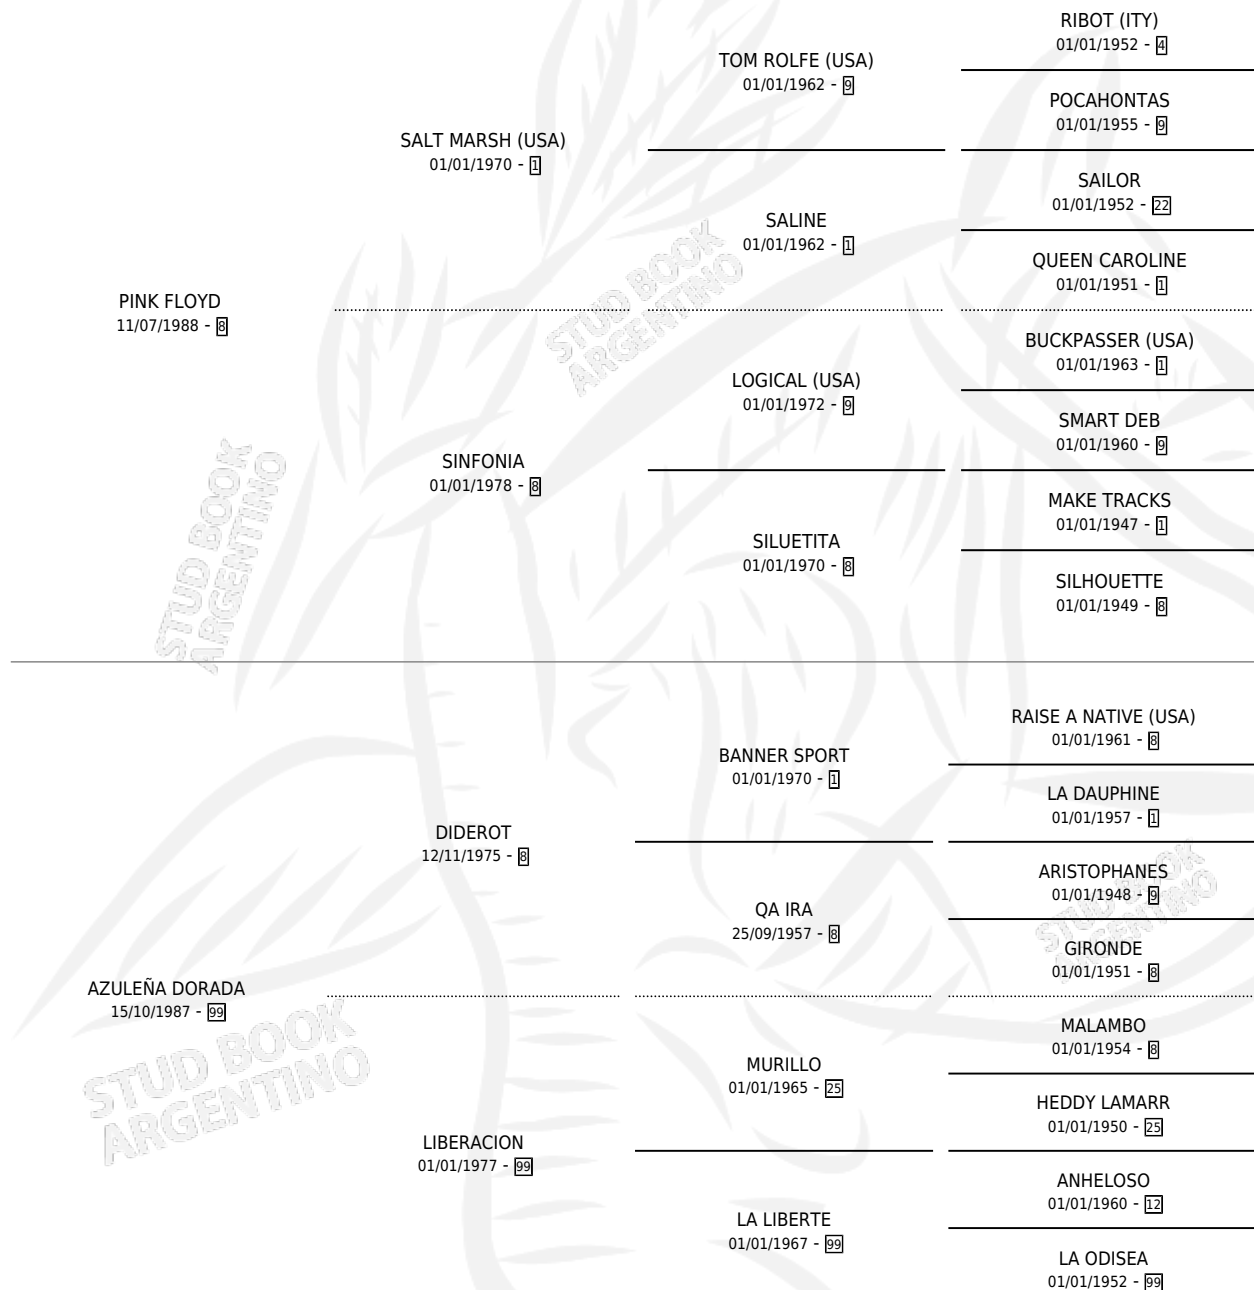 RIBOT (ITY)
01/01/1952 - 4
TOM ROLFE (USA)
01/01/1962 - 9
POCAHONTAS
01/01/1955 - 9
SALT MARSH (USA)
01/01/1970 - 1
SAILOR
01/01/1952 - 22
SALINE
01/01/1962 - 1
QUEEN CAROLINE
01/01/1951 - 1
PINK FLOYD
11/07/1988 - 8
BUCKPASSER (USA)
01/01/1963 - 1
LOGICAL (USA)
01/01/1972 - 9
SMART DEB
01/01/1960 - 9
SINFONIA
01/01/1978 - 8
MAKE TRACKS
01/01/1947 - 1
SILUETITA
01/01/1970 - 8
SILHOUETTE
01/01/1949 - 8
RAISE A NATIVE (USA)
01/01/1961 - 8
BANNER SPORT
01/01/1970 - 1
LA DAUPHINE
01/01/1957 - 1
DIDEROT
12/11/1975 - 8
ARISTOPHANES
01/01/1948 - 9
QA IRA
25/09/1957 - 8
GIRONDE
01/01/1951 - 8
AZULEÑA DORADA
15/10/1987 - 99
MALAMBO
01/01/1954 - 8
MURILLO
01/01/1965 - 25
HEDDY LAMARR
01/01/1950 - 25
LIBERACION
01/01/1977 - 99
ANHELOSO
01/01/1960 - 12
LA LIBERTE
01/01/1967 - 99
LA ODISEA
01/01/1952 - 99
STUD BOOK
ARGENTINO
STUD BOOK
ARGENTINO
STUD BOOK
ARGENTINO
STUD BOOK
ARGENTINO